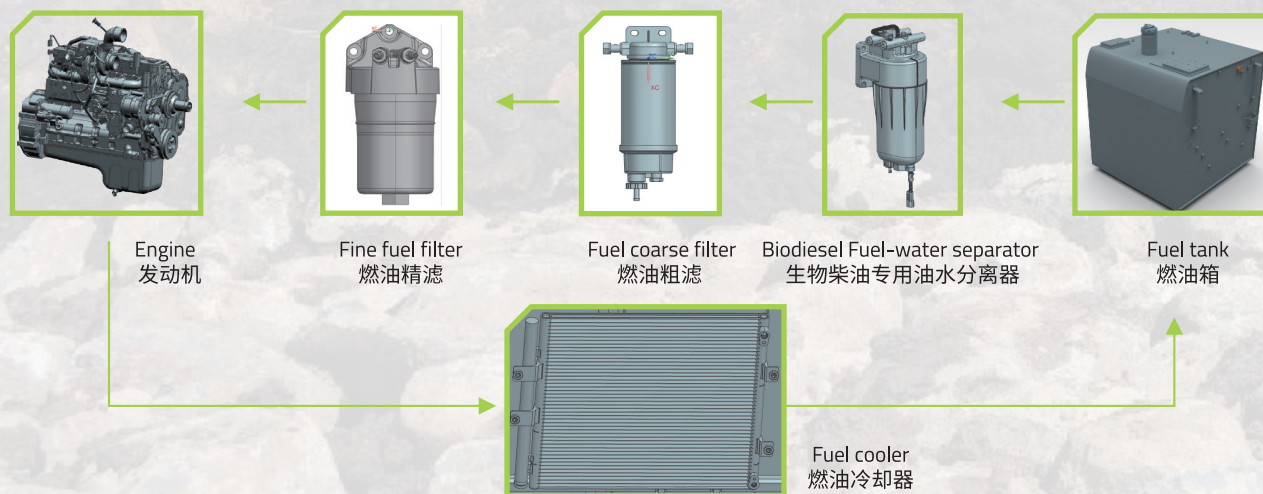 Engine
发动机
Fine fuel filter
燃油精滤
Fuel coarse filter
燃油粗滤
Biodiesel Fuel-water separator
生物柴油专用油水分离器
Fuel tank
燃油箱
Fuel cooler
燃油冷却器
XC